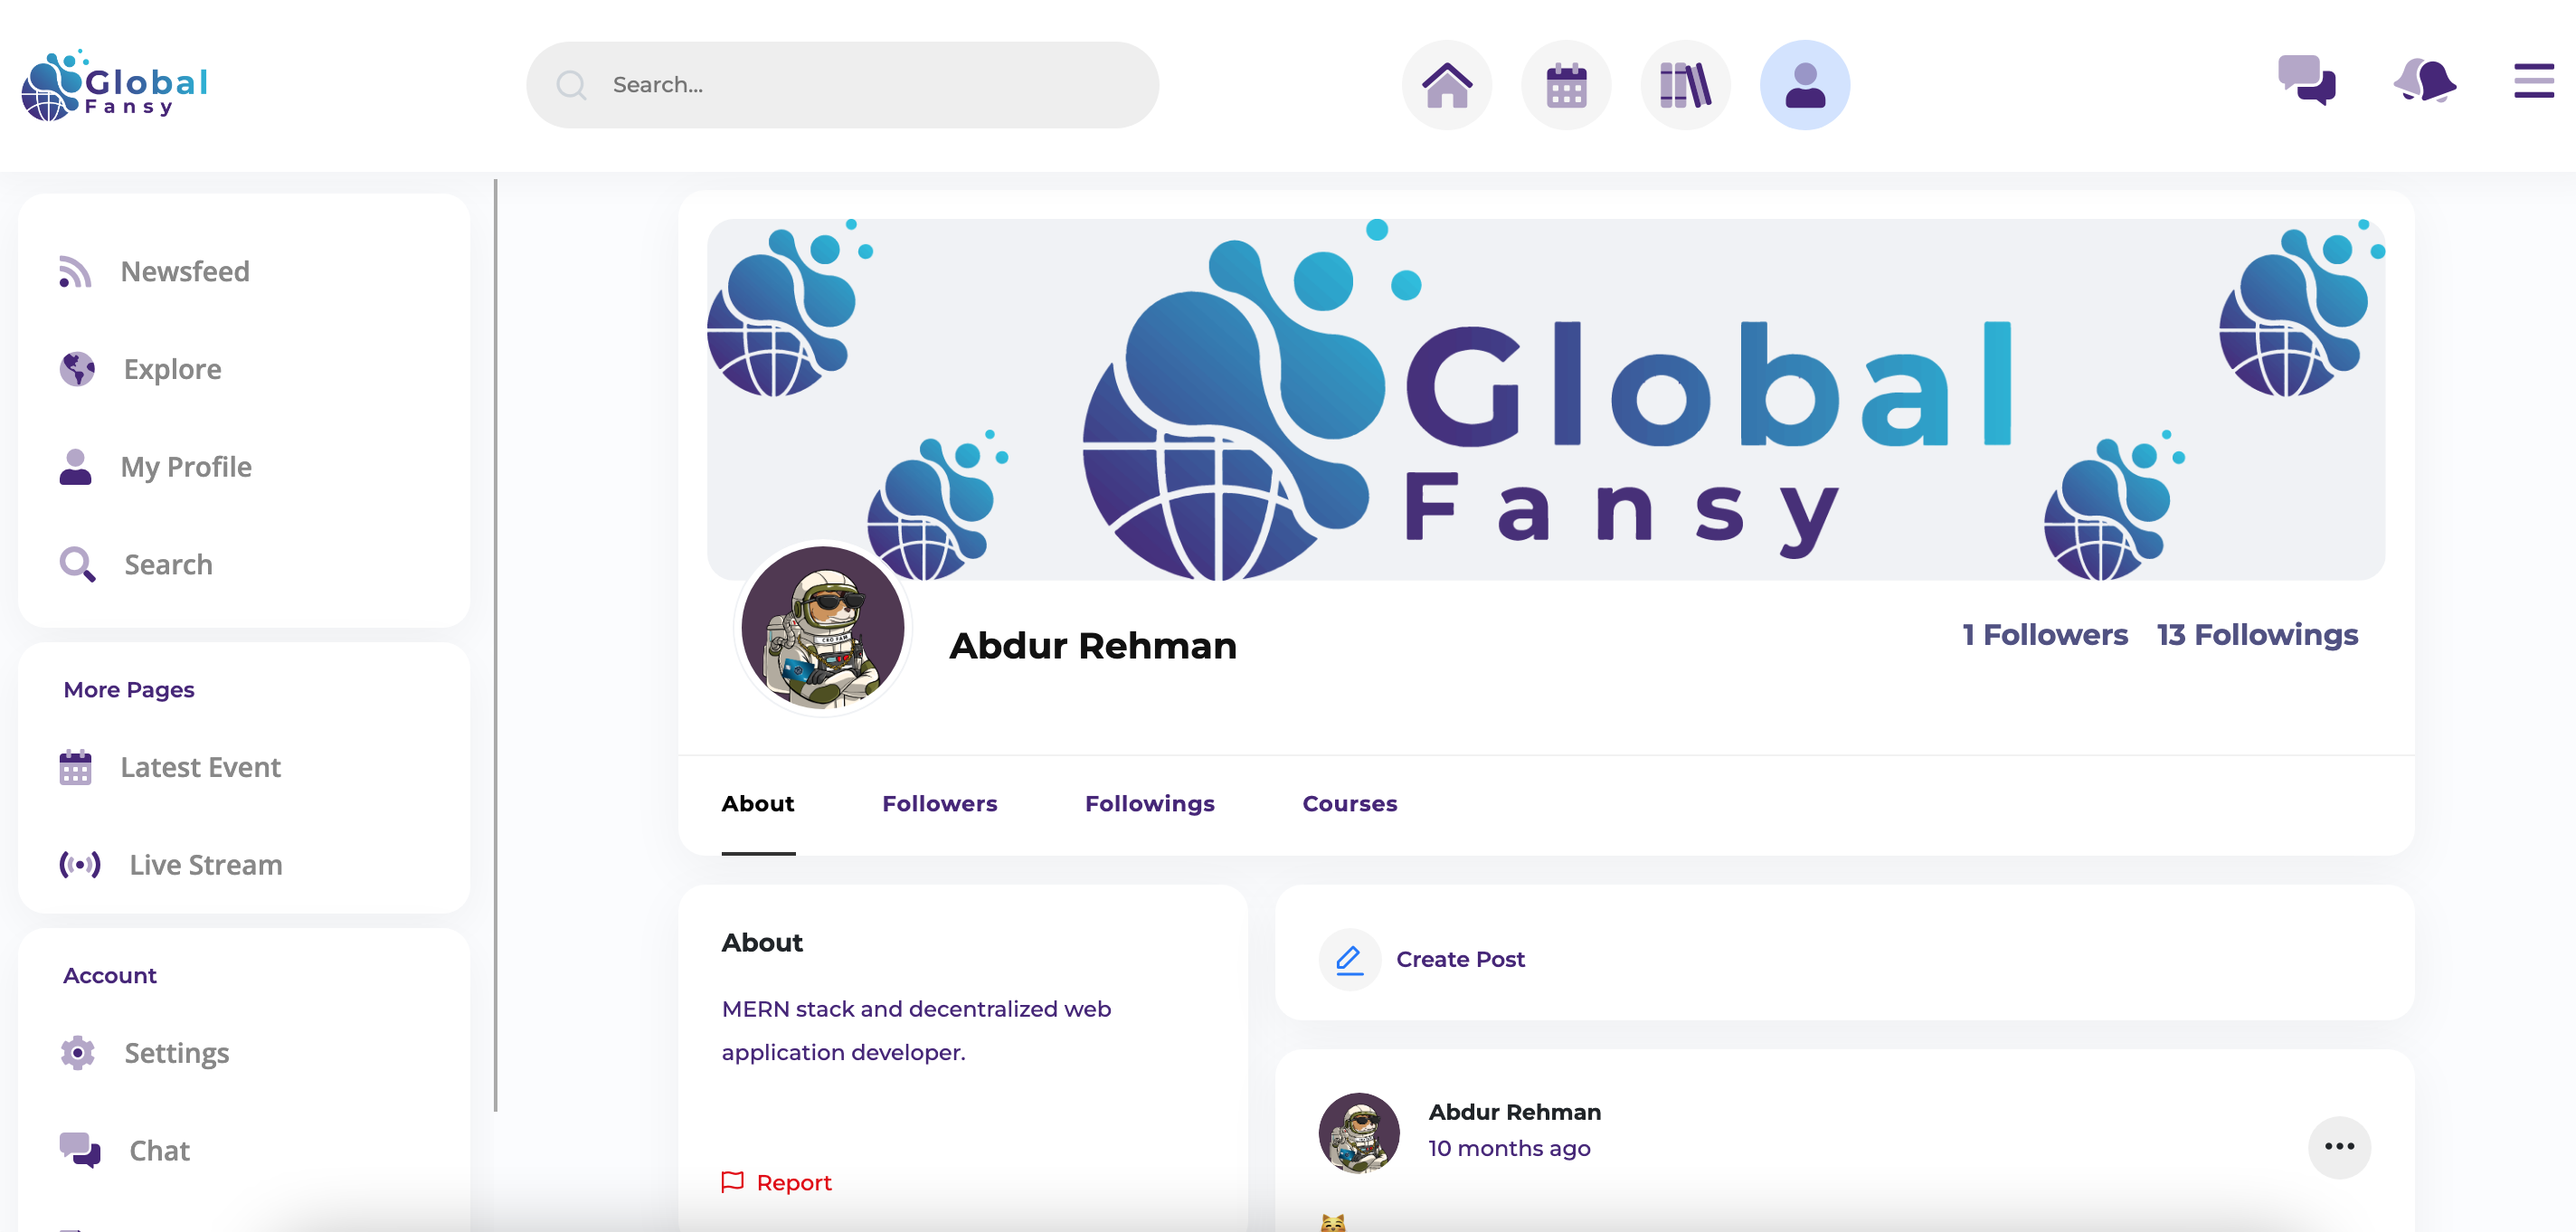 Global
Fansy
Search...
Newsfeed
Explore
My Profile
Search
More Pages
Latest Event
Live Stream
Account
Settings
Chat
Global
Fansy
CEO FAM
Abdur Rehman
1 Followers 13 Followings
About Followers Followings Courses
About
MERN stack and decentralized web
application developer.
Report
Create Post
Abdur Rehman
10 months ago